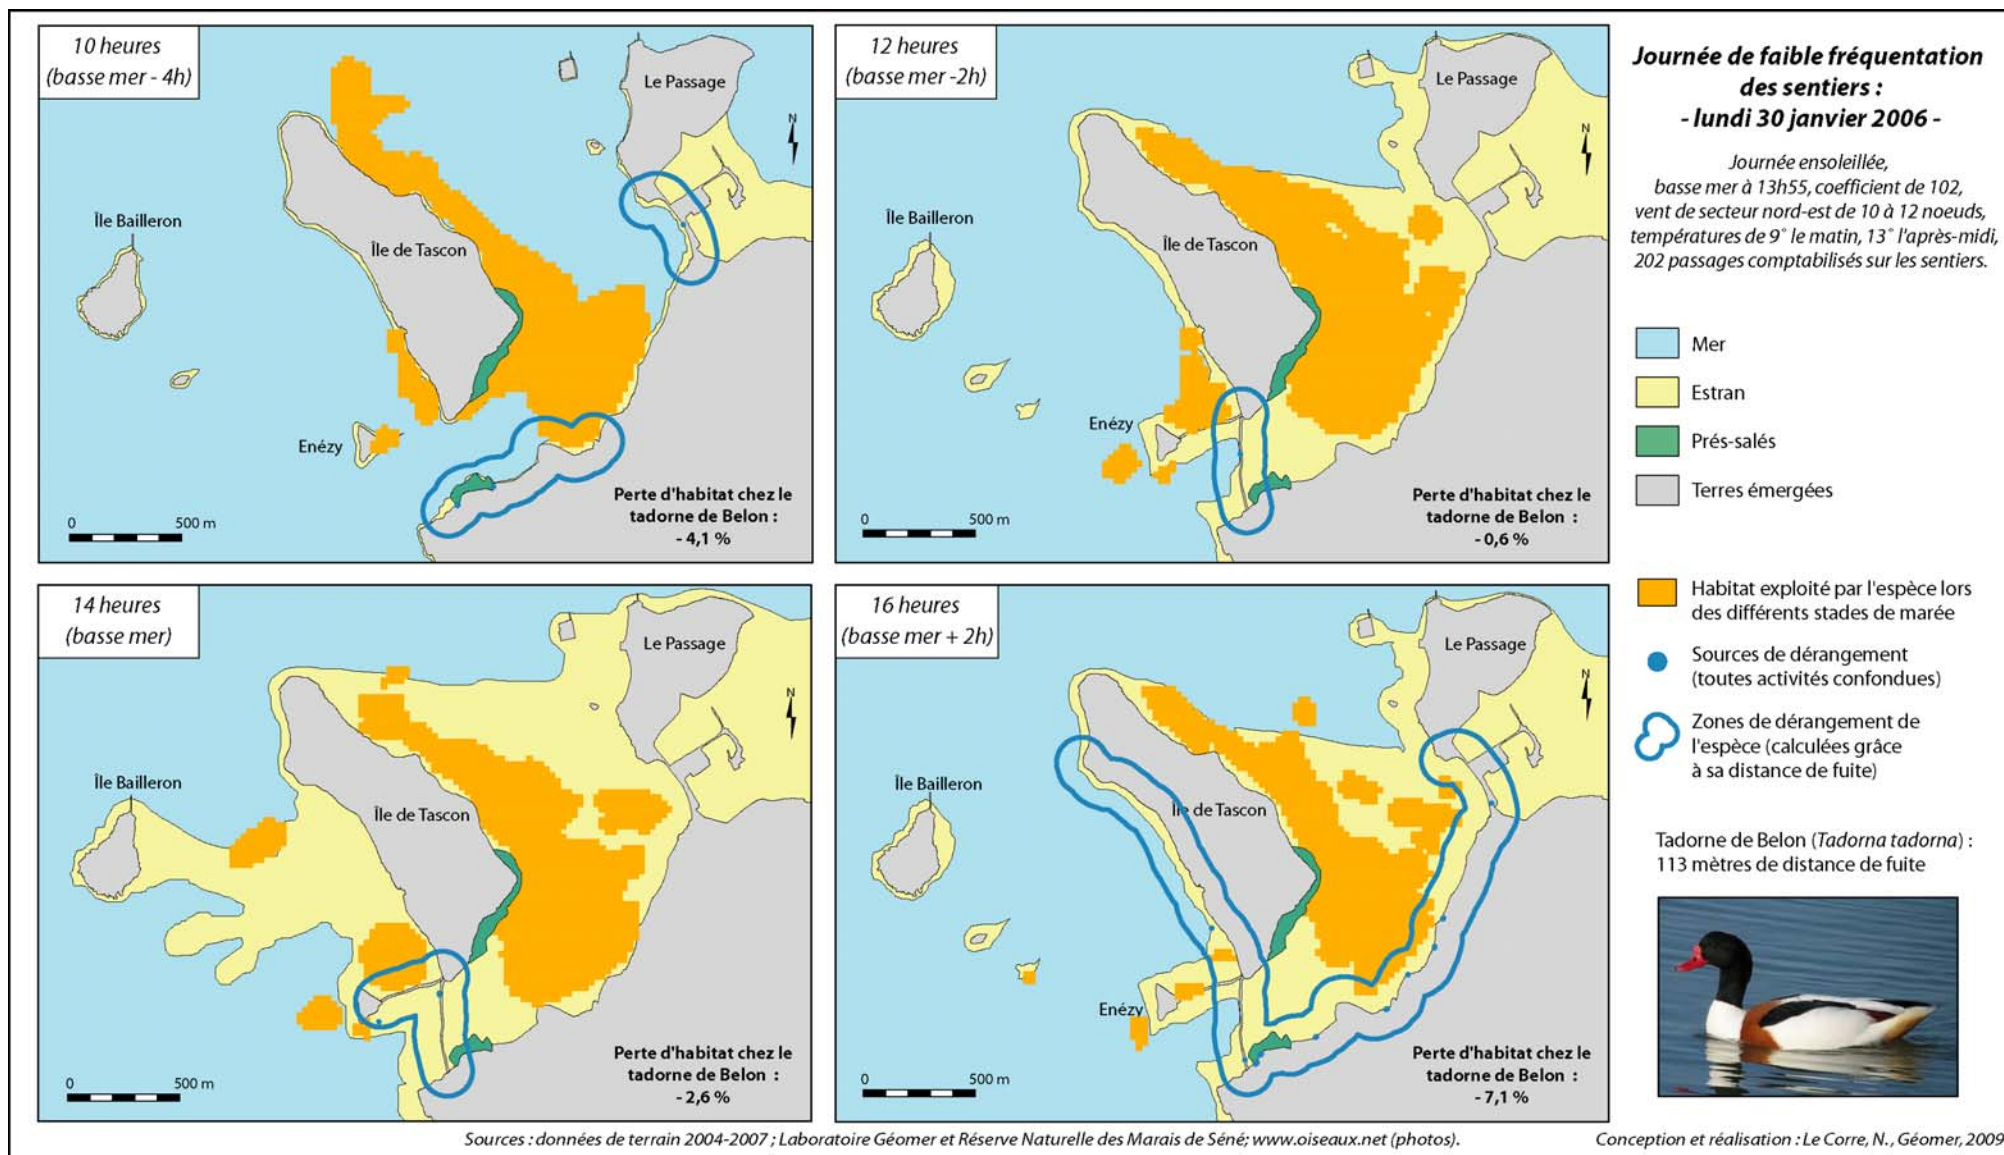 10 heures
(basse mer - 4h)
Le Passage
N
Île Bailleron
Île de Tascon
Enézy
0 500 m
Perte d'habitat chez le
tadorne de Belon :
- 4,1 %
12 heures
(basse mer -2h)
Le Passage
N
Île Bailleron
Île de Tascon
Enézy
0 500 m
Perte d'habitat chez le
tadorne de Belon :
- 0,6 %
14 heures
(basse mer)
Le Passage
N
Île Bailleron
Île de Tascon
0 500 m
Perte d'habitat chez le
tadorne de Belon :
- 2,6 %
16 heures
(basse mer + 2h)
Le Passage
N
Île Bailleron
Île de Tascon
Enézy
0 500 m
Perte d'habitat chez le
tadorne de Belon :
- 7,1 %
Journée de faible fréquentation
des sentiers :
- lundi 30 janvier 2006 -
Journée ensoleillée,
basse mer à 13h55, coefficient de 102,
vent de secteur nord-est de 10 à 12 noeuds,
températures de 9° le matin, 13° l'après-midi,
202 passages comptabilisés sur les sentiers.
Mer
Estran
Prés-salés
Terres émergées
Habitat exploité par l'espèce lors
des différents stades de marée
Sources de dérangement
(toutes activités confondues)
Zones de dérangement de
l'espèce (calculées grâce
à sa distance de fuite)
Tadorne de Belon (Tadorna tadorna) :
113 mètres de distance de fuite
Sources : données de terrain 2004-2007 ; Laboratoire Géomer et Réserve Naturelle des Marais de Séné; www.oiseaux.net (photos).
Conception et réalisation : Le Corre, N., Géomer, 2009